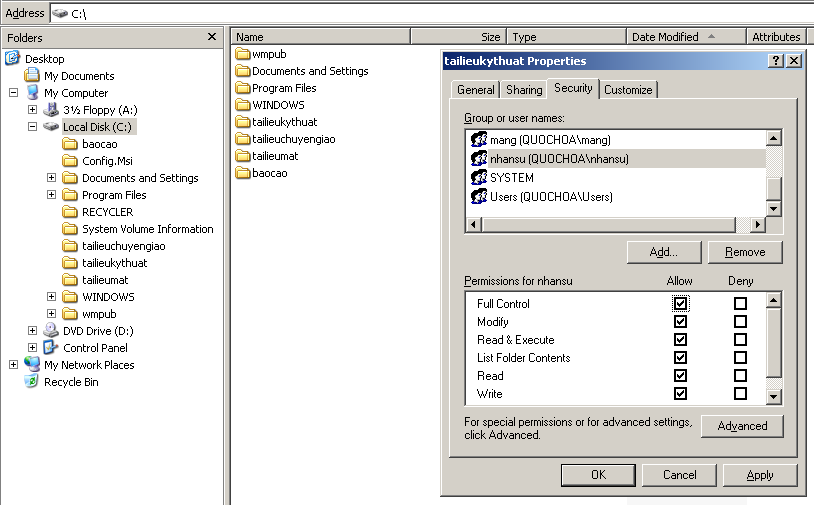 Address C:\
Folders
Desktop
My Documents
My Computer
3½ Floppy (A:)
Local Disk (C:)
baocao
Config.Msi
Documents and Settings
Program Files
RECYCLER
System Volume Information
tailieuchuyengiao
tailieukythuat
tailieumat
WINDOWS
wmpub
DVD Drive (D:)
Control Panel
My Network Places
Recycle Bin
Name Size Type Date Modified Attributes
wmpub
Documents and Settings
Program Files
WINDOWS
tailieukythuat
tailieuchuyengiao
tailieumat
baocao
tailieukythuat Properties
General Sharing Security Customize
Group or user names:
mang (QUOCHOA\mang)
nhansu (QUOCHOA\nhansu)
SYSTEM
Users (QUOCHOA\Users)
Add... Remove
Permissions for nhansu Allow Deny
Full Control
Modify
Read & Execute
List Folder Contents
Read
Write
For special permissions or for advanced settings,
click Advanced.
Advanced
OK Cancel Apply